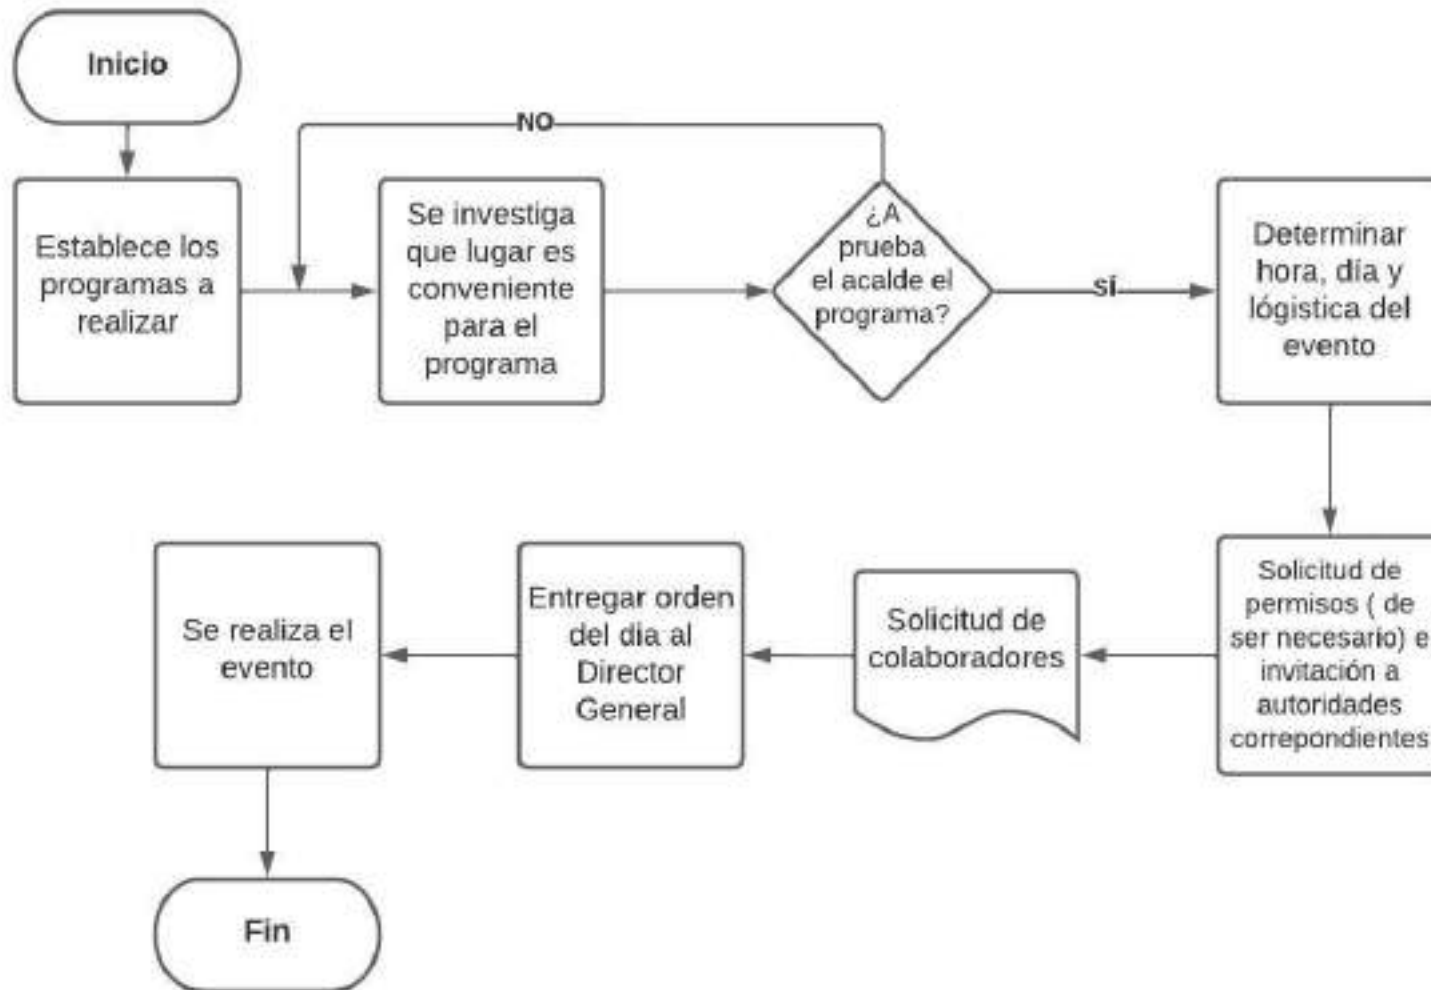 Inicio
NO
Establece los
programas a
realizar
Se investiga
que lugar es
conveniente
para el
programa
¿A
prueba
el acalde el
programa?
SÍ
Determinar
hora, día y
lógistica del
evento
Solicitud de
permisos ( de
ser necesario) e
invitación a
autoridades
correpondientes
Solicitud de
colaboradores
Entregar orden
del dia al
Director
General
Se realiza el
evento
Fin